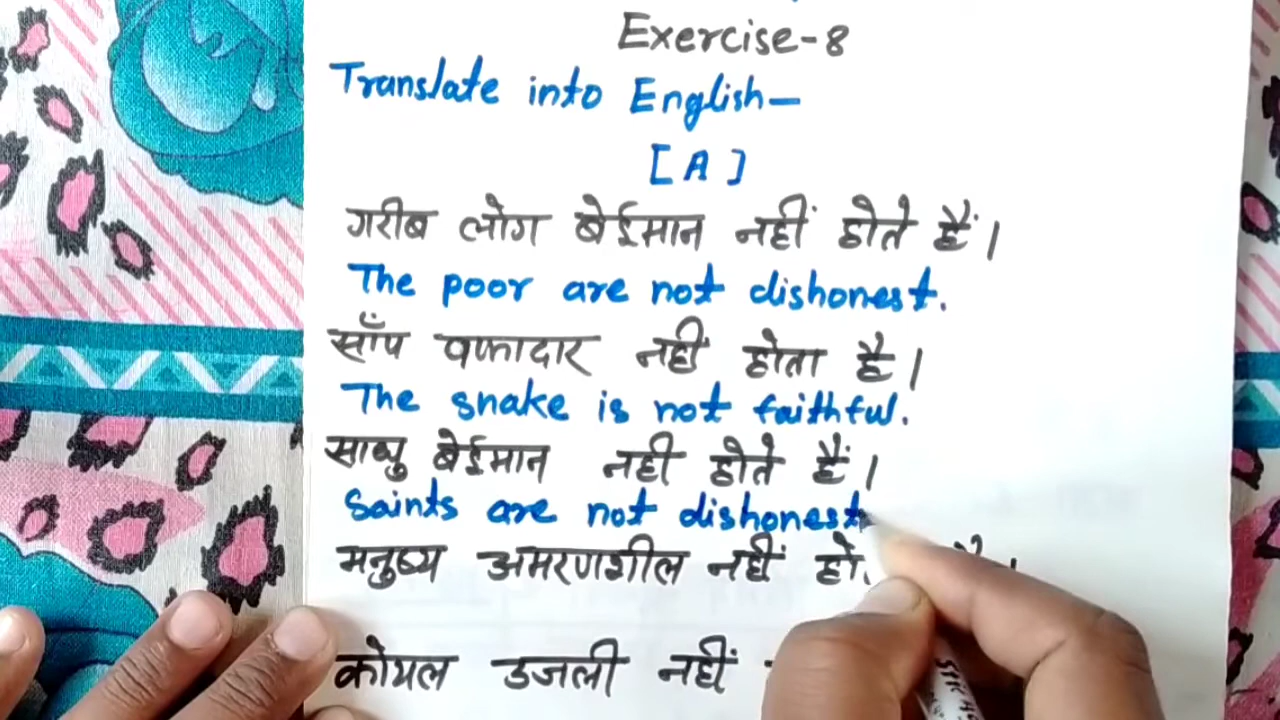 Exercise-8
Translate into English—
[A]
गरीब लोग बेईमान नहीं होते हैं।
The poor are not dishonest.
साँप वफादार नहीं होता है।
The snake is not faithful.
साधु बेईमान नही होते हैं।
Saints are not dishonest
मनुष्य अमरणशील नहीं
कोयल उजली नहीं